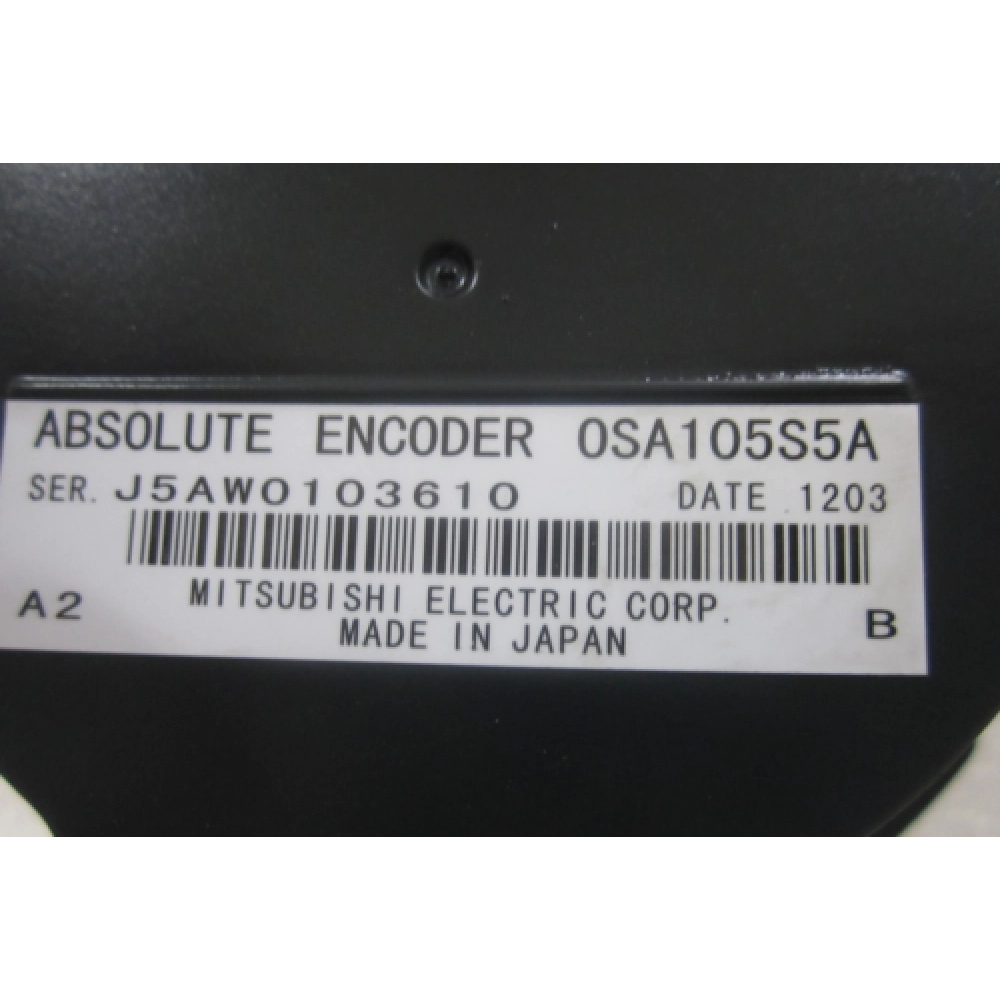 ABSOLUTE ENCODER OSA105S5A
SER. J5AW0103610 DATE 1203
A2 MITSUBISHI ELECTRIC CORP.
MADE IN JAPAN B